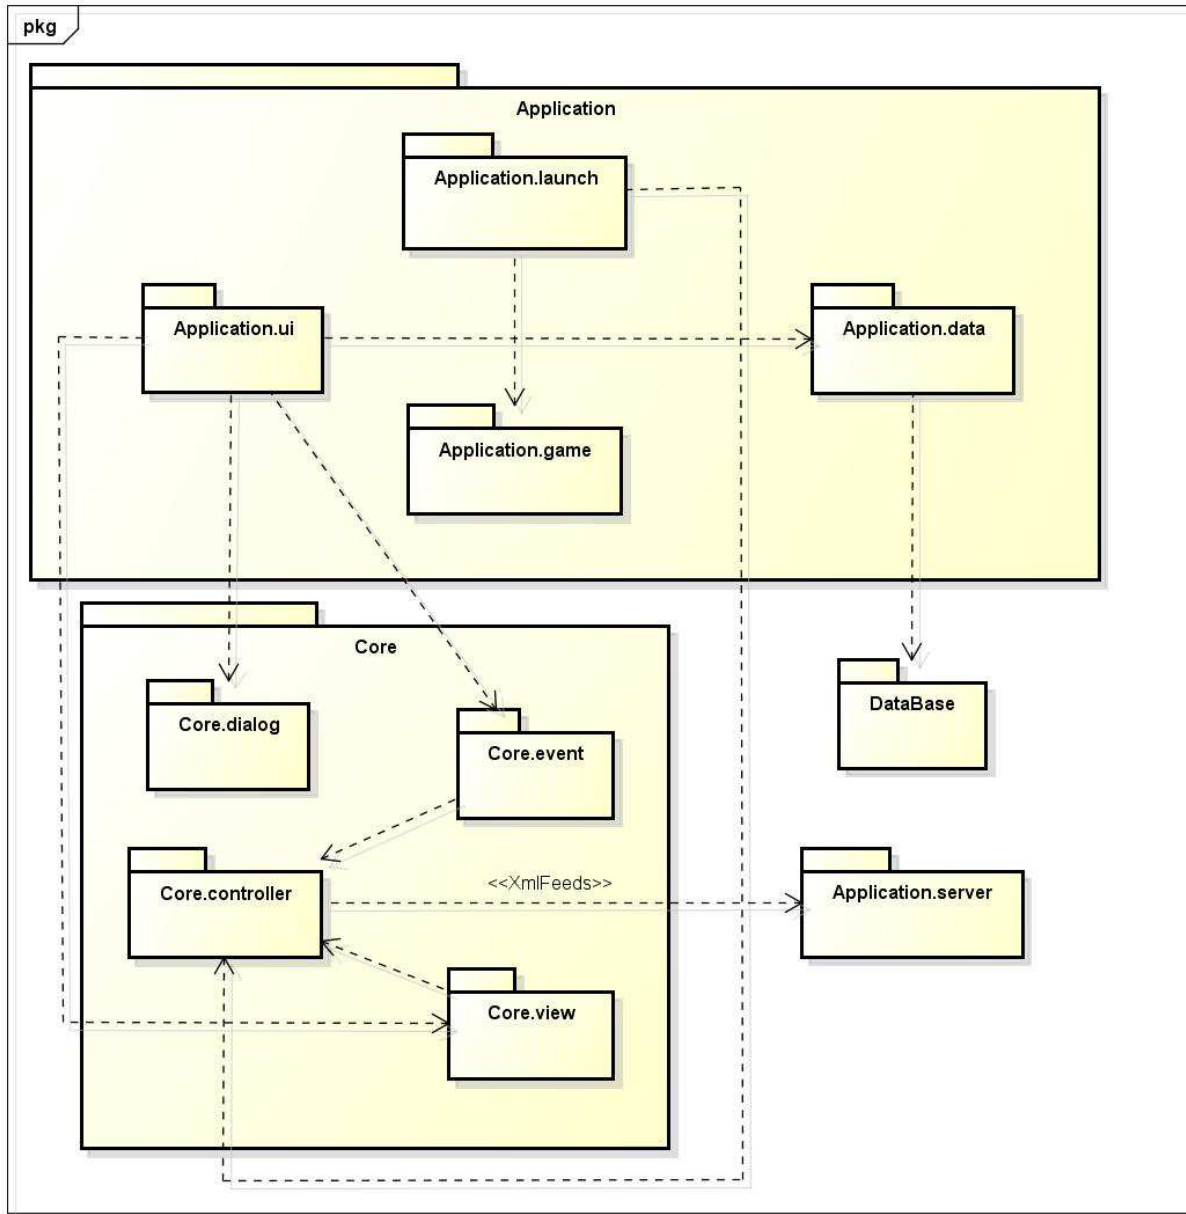 pkg
Application
Application.launch
Application.ui
Application.data
Application.game
Core
Core.dialog
DataBase
Core.event
<<XmlFeeds>>
Core.controller
Application.server
Core.view